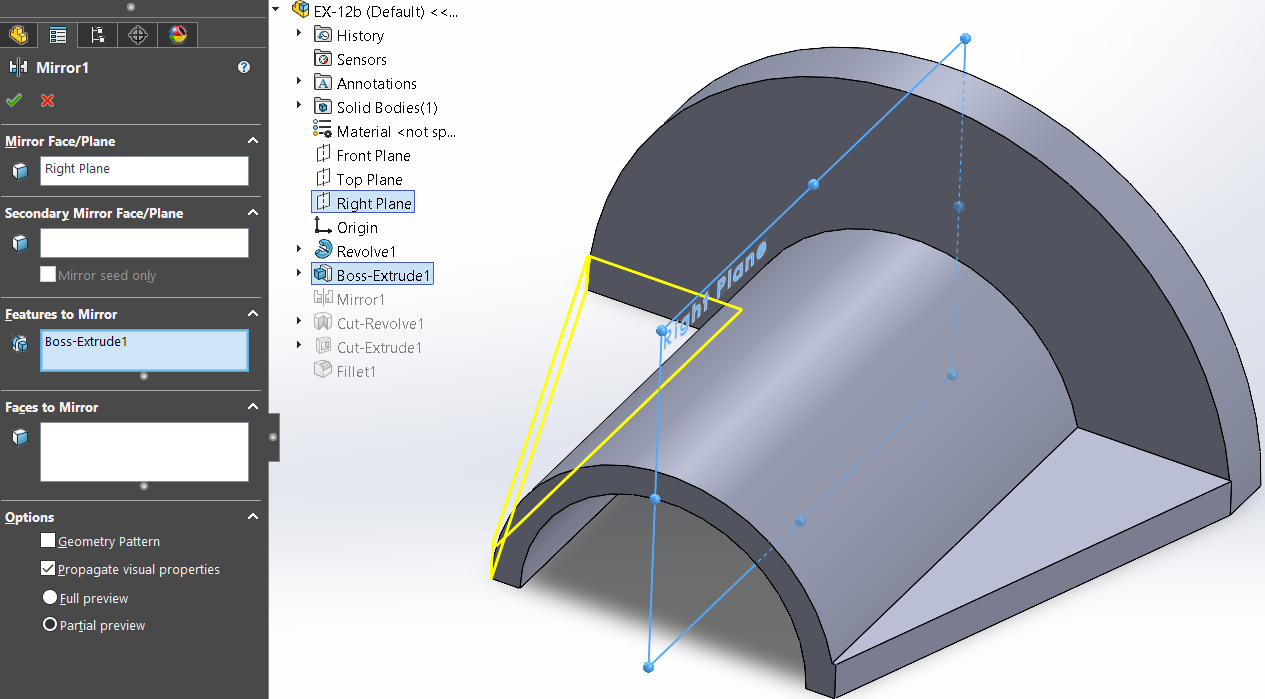 Mirror1
?
Mirror Face/Plane
Right Plane
Secondary Mirror Face/Plane
Mirror seed only
Features to Mirror
Boss-Extrude1
Faces to Mirror
Options
Geometry Pattern
Propagate visual properties
Full preview
Partial preview
EX-12b (Default) <<...
History
Sensors
A
Annotations
Solid Bodies(1)
Material <not sp...
Front Plane
Top Plane
Right Plane
Origin
Revolve1
Boss-Extrude1
Mirror1
Cut-Revolve1
Cut-Extrude1
Fillet1
Right Plane